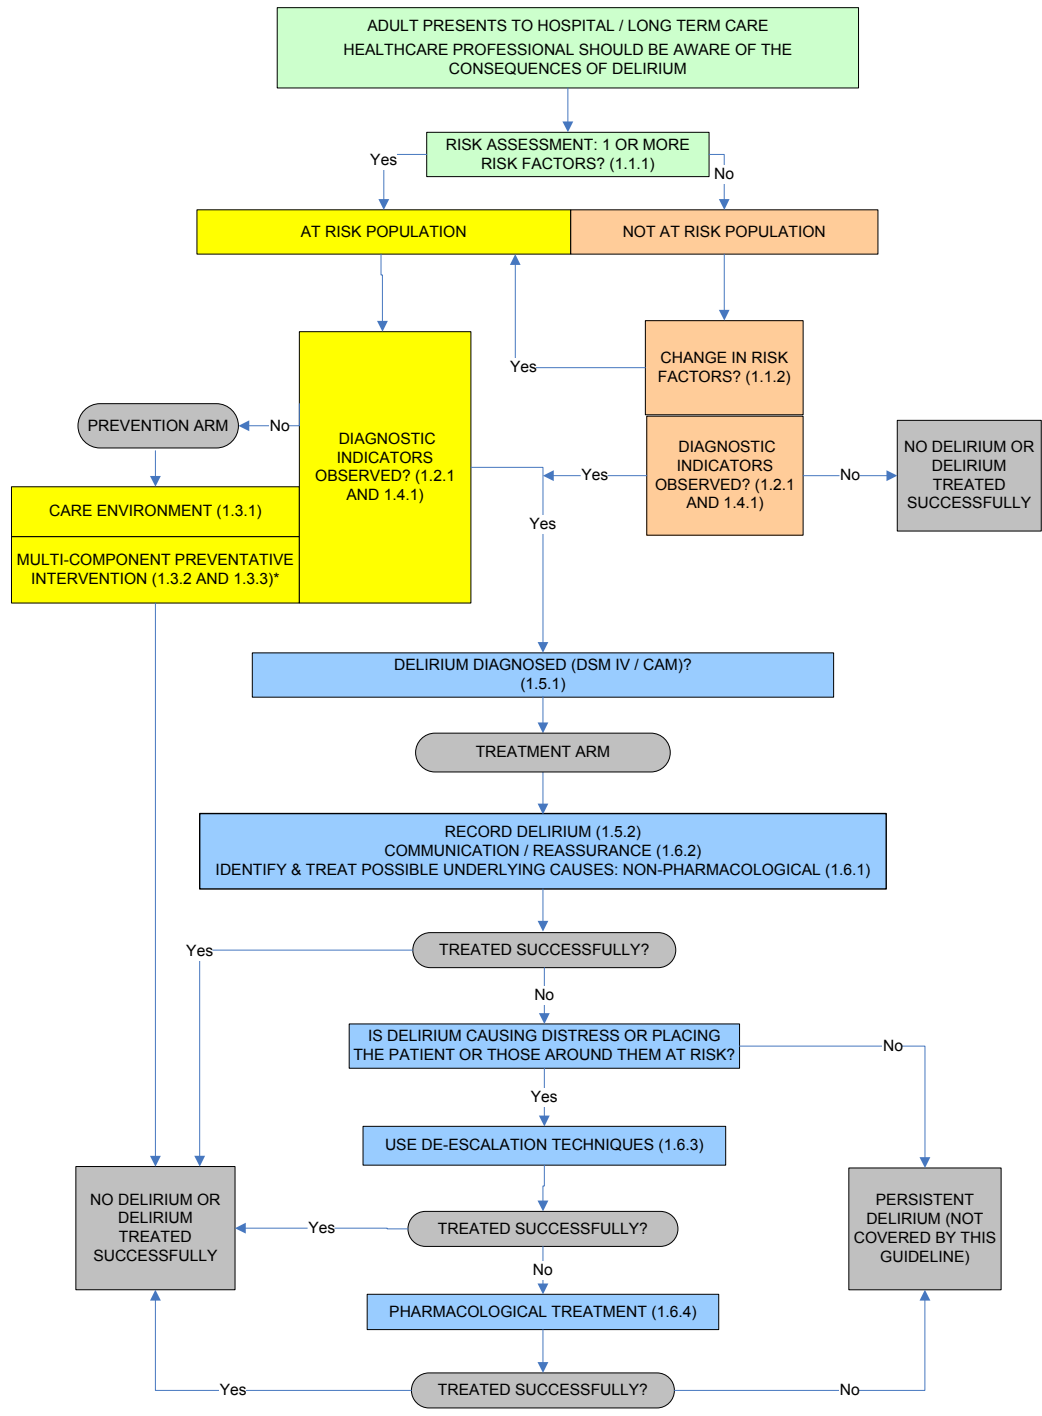 ADULT PRESENTS TO HOSPITAL / LONG TERM CARE
HEALTHCARE PROFESSIONAL SHOULD BE AWARE OF THE
CONSEQUENCES OF DELIRIUM
RISK ASSESSMENT: 1 OR MORE
RISK FACTORS? (1.1.1)
Yes
No
AT RISK POPULATION
NOT AT RISK POPULATION
CHANGE IN RISK
FACTORS? (1.1.2)
Yes
PREVENTION ARM
No
DIAGNOSTIC
INDICATORS
OBSERVED? (1.2.1
AND 1.4.1)
Yes
DIAGNOSTIC
INDICATORS
OBSERVED? (1.2.1
AND 1.4.1)
No
NO DELIRIUM OR
DELIRIUM
TREATED
SUCCESSFULLY
CARE ENVIRONMENT (1.3.1)
Yes
MULTI-COMPONENT PREVENTATIVE
INTERVENTION (1.3.2 AND 1.3.3)*
DELIRIUM DIAGNOSED (DSM IV / CAM)?
(1.5.1)
TREATMENT ARM
RECORD DELIRIUM (1.5.2)
COMMUNICATION / REASSURANCE (1.6.2)
IDENTIFY & TREAT POSSIBLE UNDERLYING CAUSES: NON-PHARMACOLOGICAL (1.6.1)
Yes
TREATED SUCCESSFULLY?
No
IS DELIRIUM CAUSING DISTRESS OR PLACING
THE PATIENT OR THOSE AROUND THEM AT RISK?
No
Yes
USE DE-ESCALATION TECHNIQUES (1.6.3)
NO DELIRIUM OR
DELIRIUM
TREATED
SUCCESSFULLY
Yes
TREATED SUCCESSFULLY?
PERSISTENT
DELIRIUM (NOT
COVERED BY THIS
GUIDELINE)
No
PHARMACOLOGICAL TREATMENT (1.6.4)
Yes
TREATED SUCCESSFULLY?
No